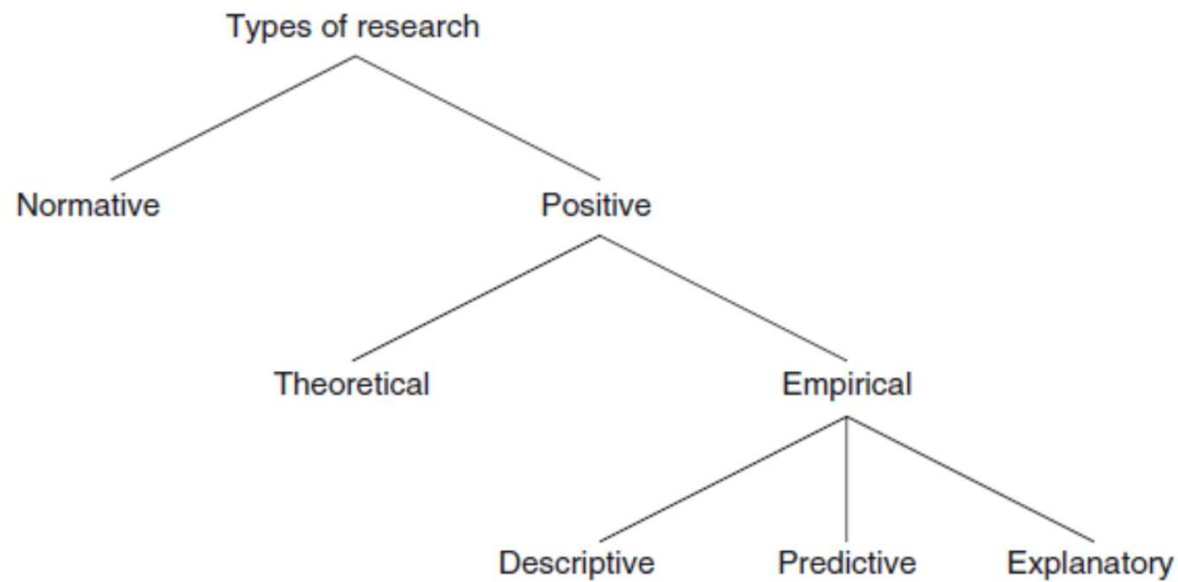 Types of research
Normative
Positive
Theoretical
Empirical
Descriptive
Predictive
Explanatory